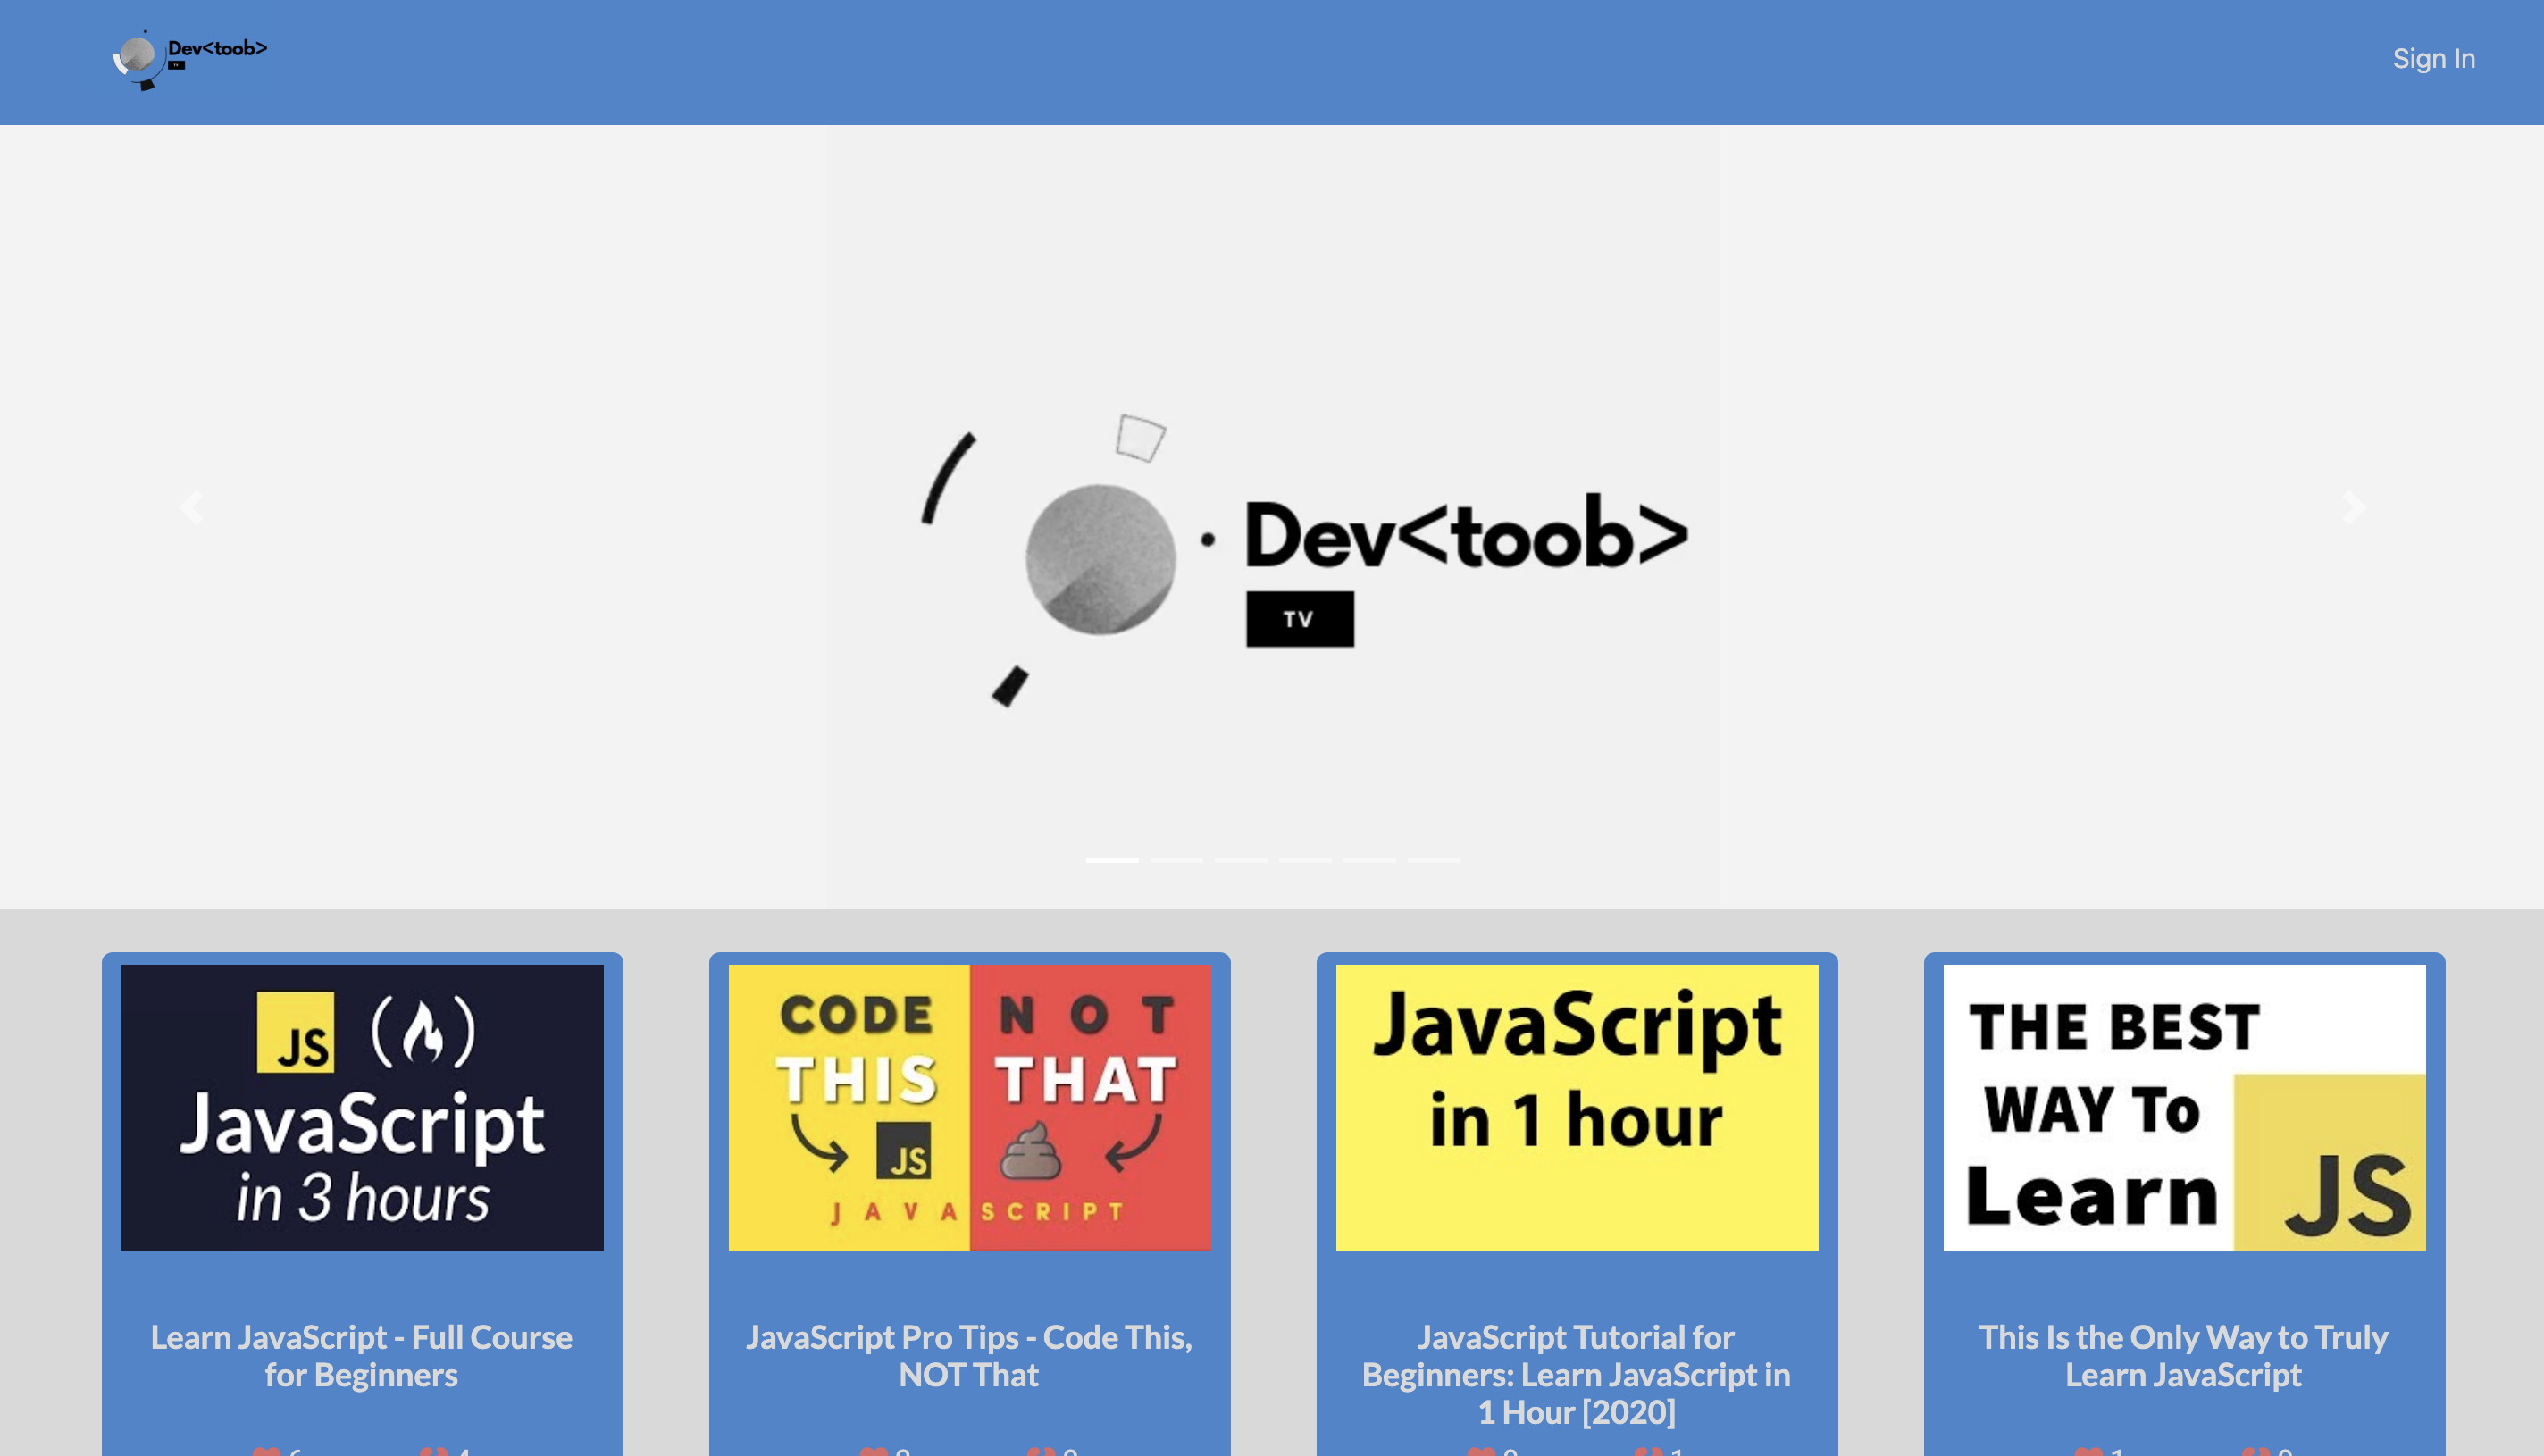 Dev<toob>
TV
Sign In
Dev<toob>
TV
JS
JavaScript
in 3 hours
CODE NOT
THIS THAT
JS
JAVASCRIPT
JavaScript
in 1 hour
THE BEST
WAY To
Learn JS
Learn JavaScript - Full Course
for Beginners
JavaScript Pro Tips - Code This,
NOT That
JavaScript Tutorial for
Beginners: Learn JavaScript in
1 Hour [2020]
This Is the Only Way to Truly
Learn JavaScript